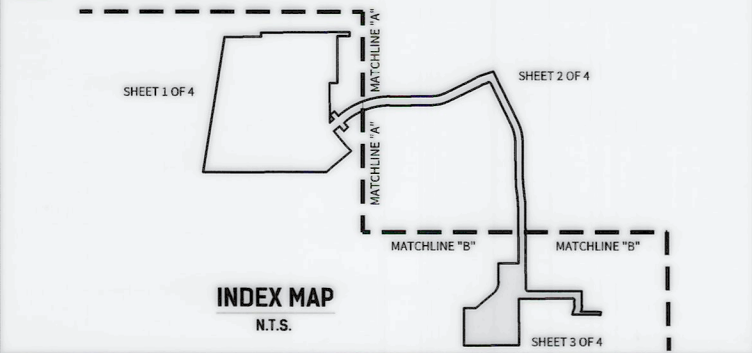 MATCHLINE "A"
SHEET 2 OF 4
SHEET 1 OF 4
MATCHLINE "A"
MATCHLINE "B"
MATCHLINE "B"
INDEX MAP
N.T.S.
SHEET 3 OF 4